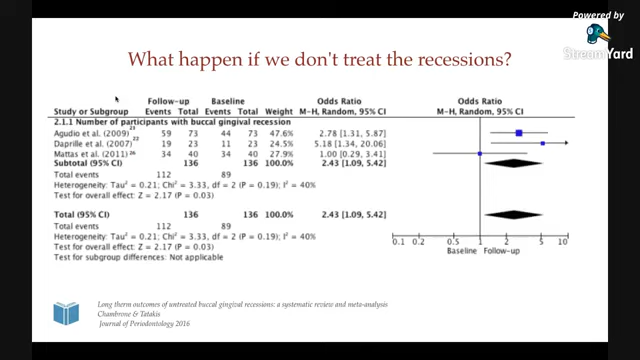 Powered by
StreamYard
What happen if we don't treat the recessions?
Follow-up Baseline Odds Ratio Odds Ratio
Study or Subgroup Events Total Events Total Weight M-H, Random, 95% CI M-H, Random, 95% CI
2.1.1 Number of participants with buccal gingival recession
Agudio et al. (2009) 23 59 73 44 73 47.6% 2.78 [1.31, 5.87]
Daprille et al. (2007) 22 19 23 11 23 24.5% 5.18 [1.34, 20.06]
Mattas et al. (2011) 26 34 40 34 40 27.9% 1.00 [0.29, 3.41]
Subtotal (95% CI) 136 136 100.0% 2.43 [1.09, 5.42]
Total events 112 89
Heterogeneity: Tau² = 0.21; Chi² = 3.33, df = 2 (P = 0.19); I² = 40%
Test for overall effect: Z = 2.17 (P = 0.03)
Total (95% CI) 136 136 100.0% 2.43 [1.09, 5.42]
Total events 112 89
Heterogeneity: Tau² = 0.21; Chi² = 3.33, df = 2 (P = 0.19); I² = 40%
Test for overall effect: Z = 2.17 (P = 0.03)
Test for subgroup differences: Not applicable
0.1 0.2 0.5 1 2 5 10
Baseline Follow-up
Long therm outcomes of untreated buccal gingival recessions: a systematic review and meta-analysis
Chambrone & Tatakis
Journal of Periodontology 2016